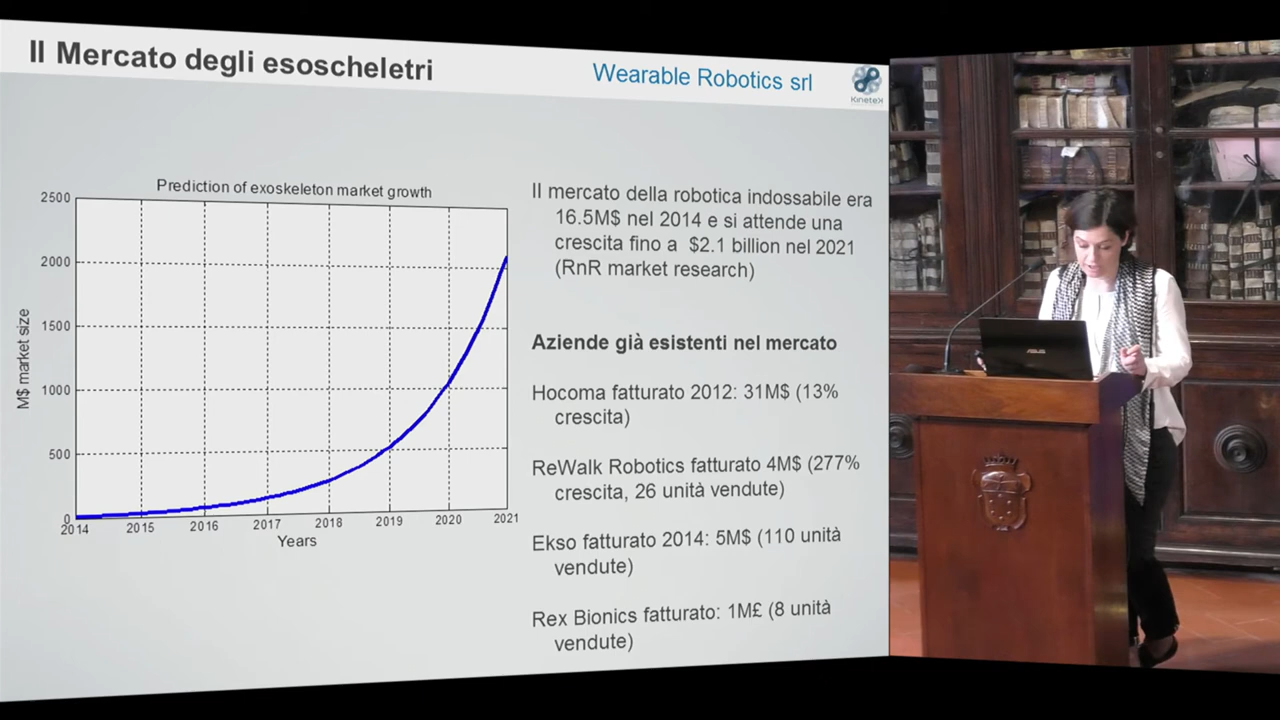 Il Mercato degli esoscheletri
Wearable Robotics srl
KineteK
Prediction of exoskeleton market growth
2500
2000
1500
1000
500
0
M$ market size
2014 2015 2016 2017 2018 2019 2020 2021
Years
Il mercato della robotica indossabile era
16.5M$ nel 2014 e si attende una
crescita fino a $2.1 billion nel 2021
(RnR market research)
Aziende già esistenti nel mercato
Hocoma fatturato 2012: 31M$ (13%
crescita)
ReWalk Robotics fatturato 4M$ (277%
crescita, 26 unità vendute)
Ekso fatturato 2014: 5M$ (110 unità
vendute)
Rex Bionics fatturato: 1M£ (8 unità
vendute)
ASUS